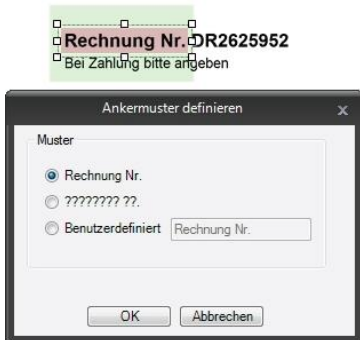 Rechnung Nr. DR2625952
Bei Zahlung bitte angeben
Ankermuster definieren x
Muster
Rechnung Nr.
???????? ??.
Benutzerdefiniert Rechnung Nr.
OK Abbrechen